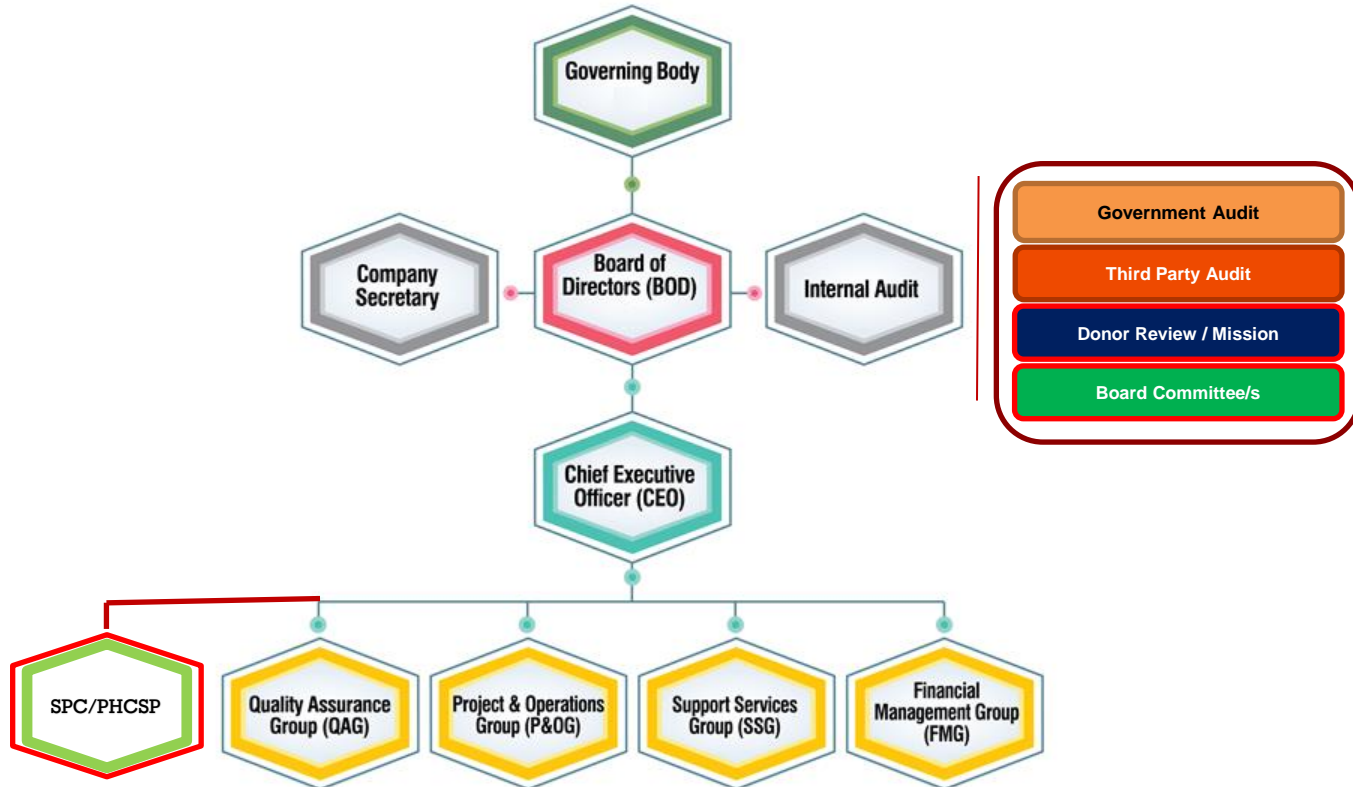 Governing Body
Company
Secretary
Board of
Directors (BOD)
Internal Audit
Government Audit
Third Party Audit
Donor Review / Mission
Board Committee/s
Chief Executive
Officer (CEO)
SPC/PHCSP
Quality Assurance
Group (QAG)
Project & Operations
Group (P&OG)
Support Services
Group (SSG)
Financial
Management Group
(FMG)